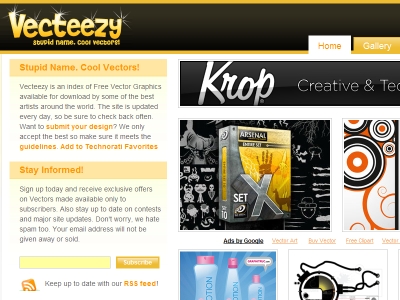 Vecteezy
stupid name. cool vectors!
Home
Gallery
Stupid Name. Cool Vectors!
Vecteezy is an index of Free Vector Graphics
available for download by some of the best
artists around the world. The site is updated
every day, so be sure to check back often.
Want to submit your design? We only
accept the best so make sure it meets the
guidelines. Add to Technorati Favorites
Stay Informed!
Sign up today and receive exclusive offers
on Vectors made available only to
subscribers. Also stay up to date on contests
and major site updates. Don't worry, we hate
spam too. Your email address will not be
given away or sold.
Subscribe
Keep up to date with our RSS feed!
Krop
Creative & Tec
ARSENAL
ENTIRE SET
SET
X
Ads by Google
Vector Art
Buy Vector
Free Clipart
Vector
LOTION
LOTION